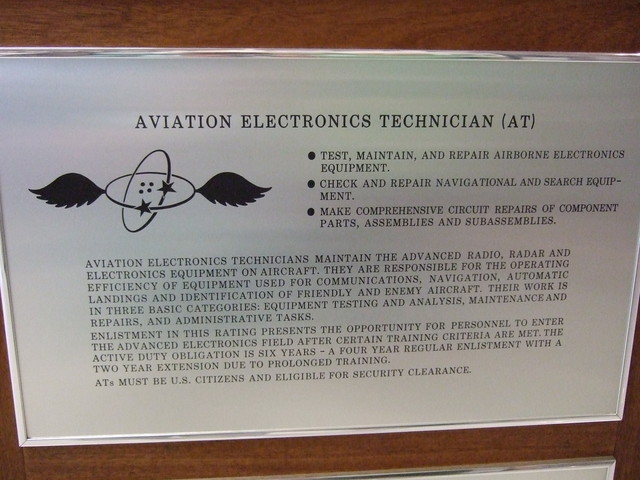 AVIATION ELECTRONICS TECHNICIAN (AT)
● TEST, MAINTAIN, AND REPAIR AIRBORNE ELECTRONICS
EQUIPMENT.
● CHECK AND REPAIR NAVIGATIONAL AND SEARCH EQUIP-
MENT.
● MAKE COMPREHENSIVE CIRCUIT REPAIRS OF COMPONENT
PARTS, ASSEMBLIES AND SUBASSEMBLIES.
AVIATION ELECTRONICS TECHNICIANS MAINTAIN THE ADVANCED RADIO, RADAR AND
ELECTRONICS EQUIPMENT ON AIRCRAFT. THEY ARE RESPONSIBLE FOR THE OPERATING
EFFICIENCY OF EQUIPMENT USED FOR COMMUNICATIONS, NAVIGATION, AUTOMATIC
LANDINGS AND IDENTIFICATION OF FRIENDLY AND ENEMY AIRCRAFT. THEIR WORK IS
IN THREE BASIC CATEGORIES: EQUIPMENT TESTING AND ANALYSIS, MAINTENANCE AND
REPAIRS, AND ADMINISTRATIVE TASKS.
ENLISTMENT IN THIS RATING PRESENTS THE OPPORTUNITY FOR PERSONNEL TO ENTER
THE ADVANCED ELECTRONICS FIELD AFTER CERTAIN TRAINING CRITERIA ARE MET. THE
ACTIVE DUTY OBLIGATION IS SIX YEARS - A FOUR YEAR REGULAR ENLISTMENT WITH A
TWO YEAR EXTENSION DUE TO PROLONGED TRAINING.
ATs MUST BE U.S. CITIZENS AND ELIGIBLE FOR SECURITY CLEARANCE.